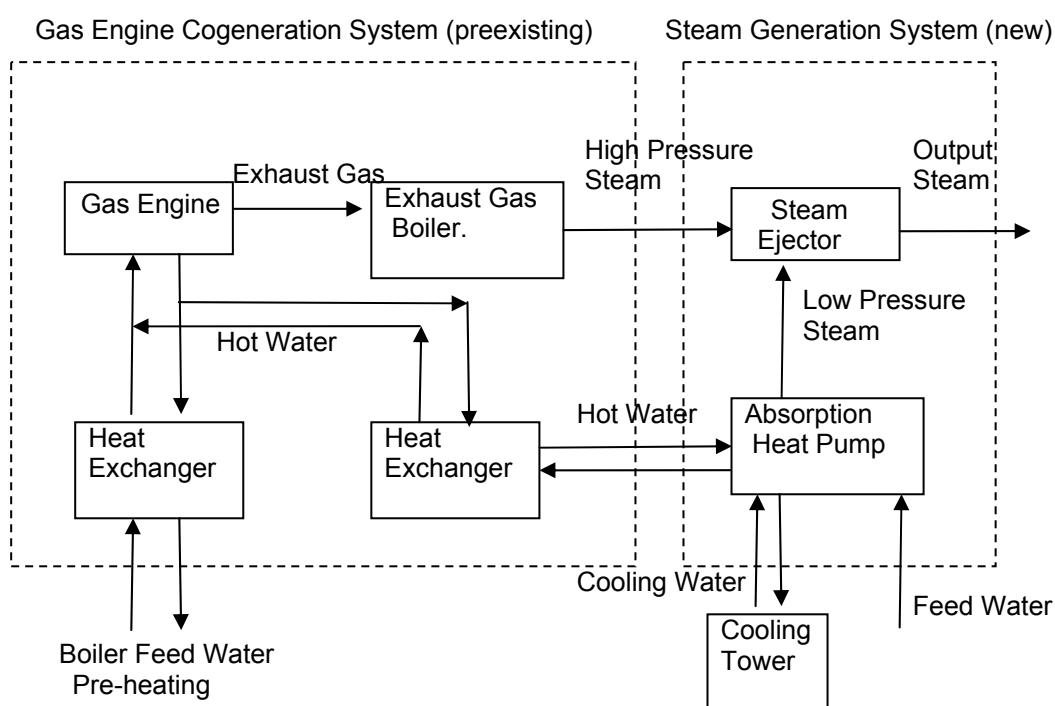 Gas Engine Cogeneration System (preexisting)
Steam Generation System (new)
High Pressure
Steam
Output
Steam
Exhaust Gas
Gas Engine
Exhaust Gas
Boiler.
Steam
Ejector
Low Pressure
Steam
Hot Water
Hot Water
Heat
Exchanger
Heat
Exchanger
Absorption
Heat Pump
Cooling Water
Feed Water
Cooling
Tower
Boiler Feed Water
Pre-heating